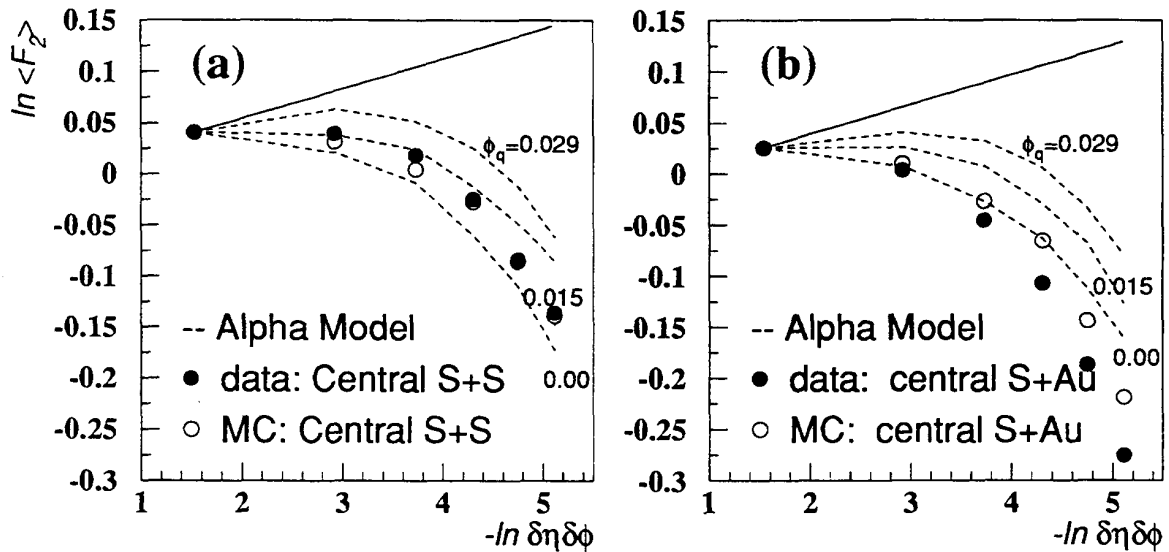 ln <F₂>
0.15
0.1
0.05
0
-0.05
-0.1
-0.15
-0.2
-0.25
-0.3
(a)
ϕq=0.029
0.015
0.00
-- Alpha Model
● data: Central S+S
○ MC: Central S+S
1 2 3 4 5
-ln δηδϕ
0.15
0.1
0.05
0
-0.05
-0.1
-0.15
-0.2
-0.25
-0.3
(b)
ϕq=0.029
0.015
0.00
-- Alpha Model
● data: central S+Au
○ MC: central S+Au
1 2 3 4 5
-ln δηδϕ